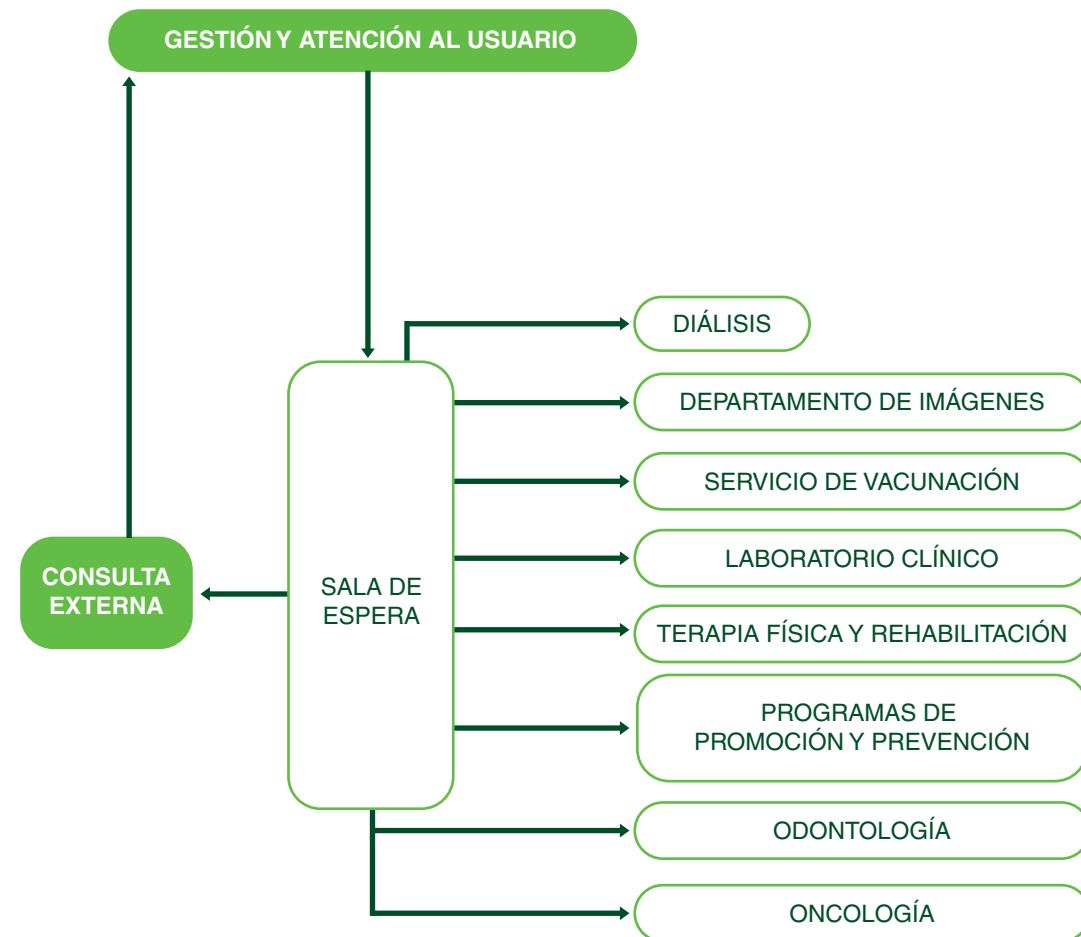 GESTIÓN Y ATENCIÓN AL USUARIO
DIÁLISIS
DEPARTAMENTO DE IMÁGENES
SERVICIO DE VACUNACIÓN
LABORATORIO CLÍNICO
CONSULTA
EXTERNA
SALA DE
ESPERA
TERAPIA FÍSICA Y REHABILITACIÓN
PROGRAMAS DE
PROMOCIÓN Y PREVENCIÓN
ODONTOLOGÍA
ONCOLOGÍA